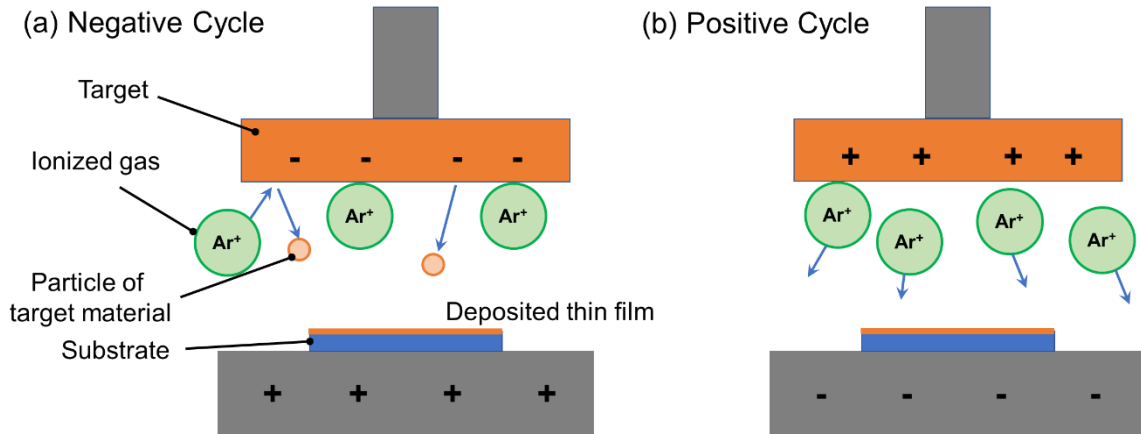 (a) Negative Cycle
(b) Positive Cycle
Target
- - - -
+ + + +
Ionized gas
Ar⁺
Ar⁺
Ar⁺
Ar⁺
Ar⁺
Ar⁺
Ar⁺
Particle of
target material
Deposited thin film
Substrate
+ + + +
- - - -